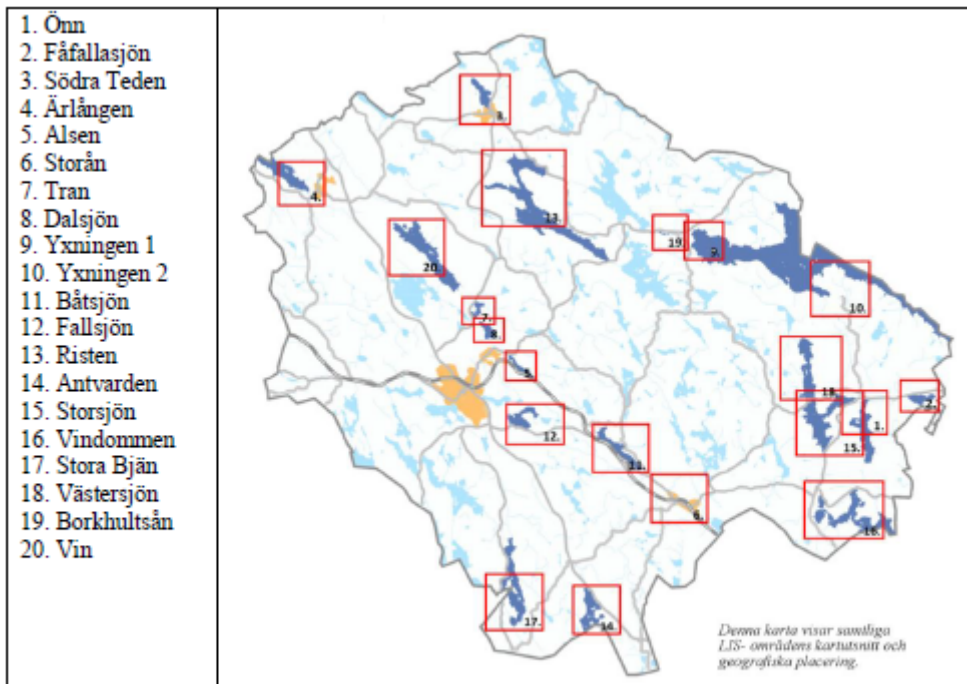 1. Önn
2. Fåfallasjön
3. Södra Teden
4. Ärlången
5. Alsen
6. Storån
7. Tran
8. Dalsjön
9. Yxningen 1
10. Yxningen 2
11. Båtsjön
12. Fallsjön
13. Risten
14. Antvarden
15. Storsjön
16. Vindommen
17. Stora Bjän
18. Västersjön
19. Borkhultsån
20. Vin
3.
4.
13.
19.
9.
20.
10.
7.
8.
5.
18.
2.
12.
1.
11.
15.
6.
16.
17.
14.
Denna karta visar samtliga
LIS- områdens kartutsnitt och
geografiska placering.